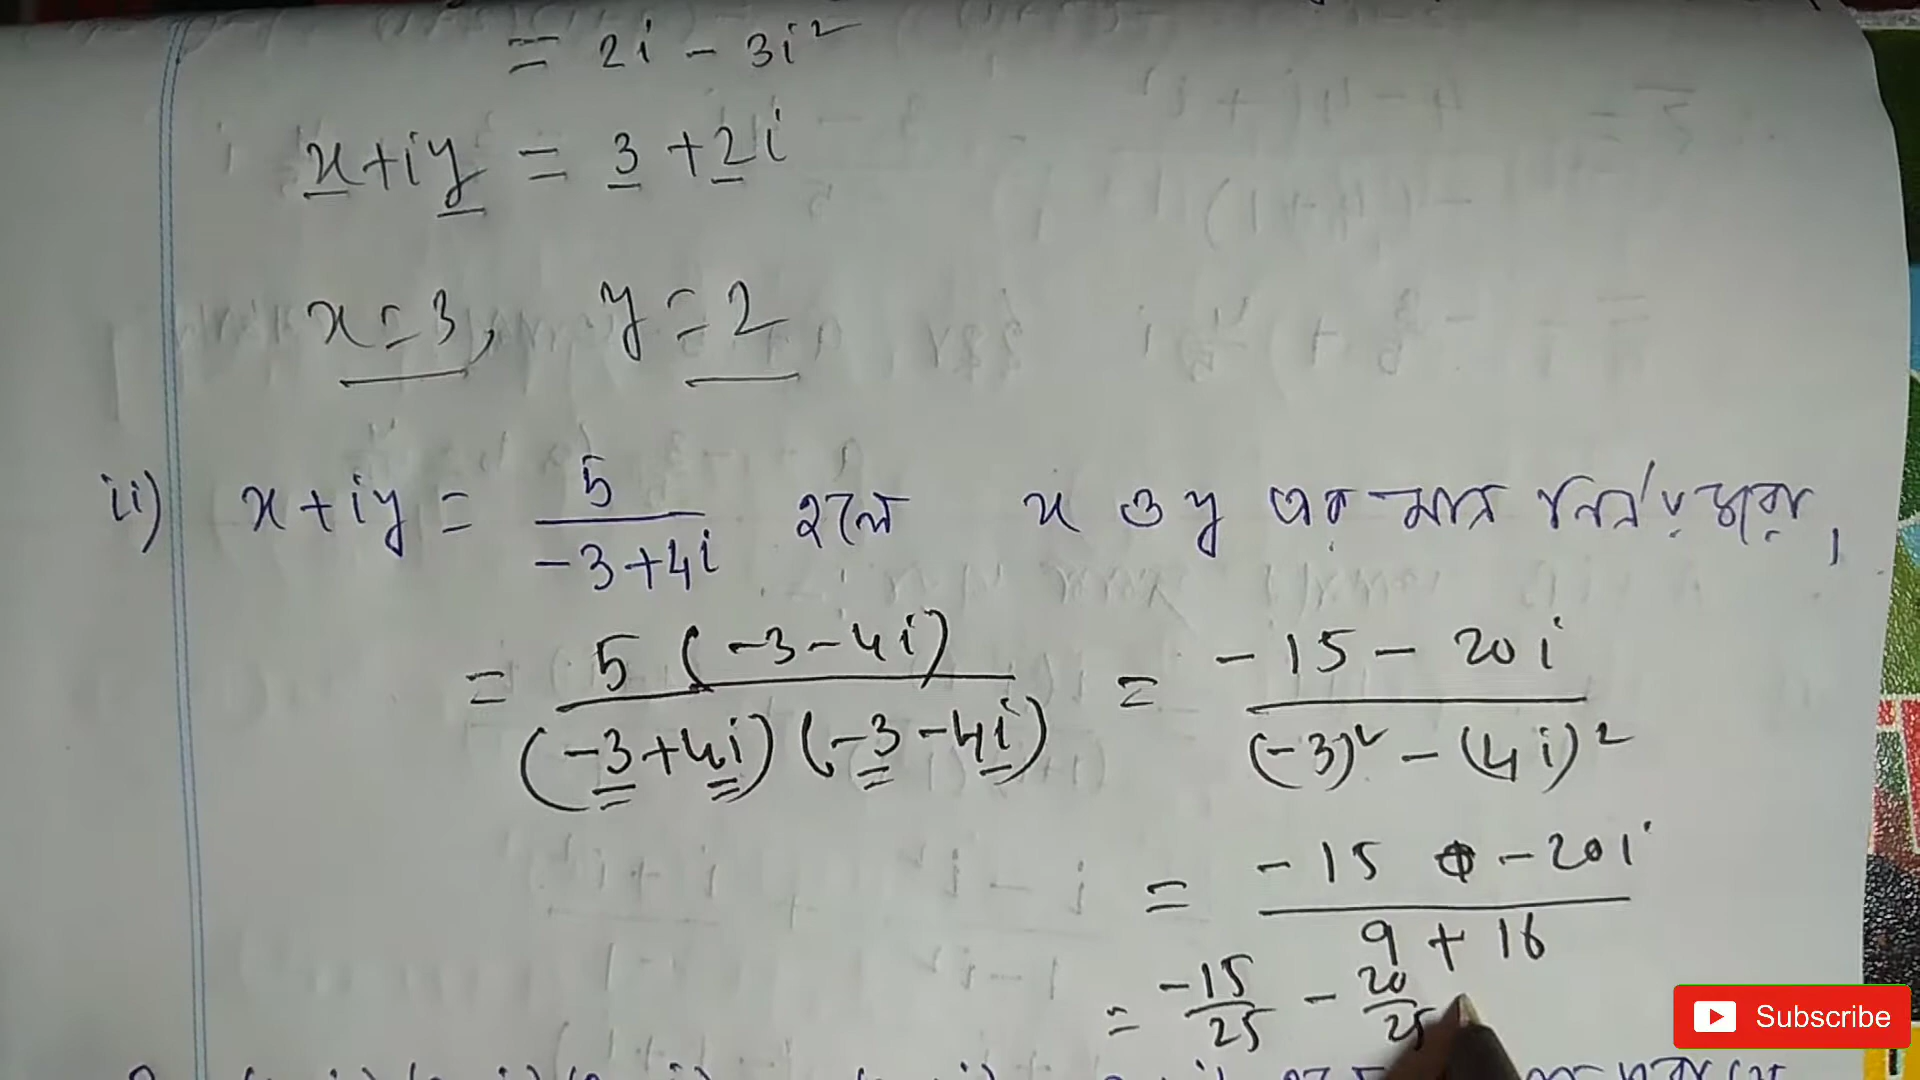 = 2i - 3i²
x+iy = 3 + 2i
x = 3, y = 2
ii) x + iy = 5/(-3+4i) হলে x ও y এর মান নির্ণয় করো,
= 5(-3-4i)/((-3+4i)(-3-4i)) = (-15 - 20i)/((-3)² - (4i)²)
= (-15 - 20i)/(9 + 16)
= -15/25 - 20/25
Subscribe